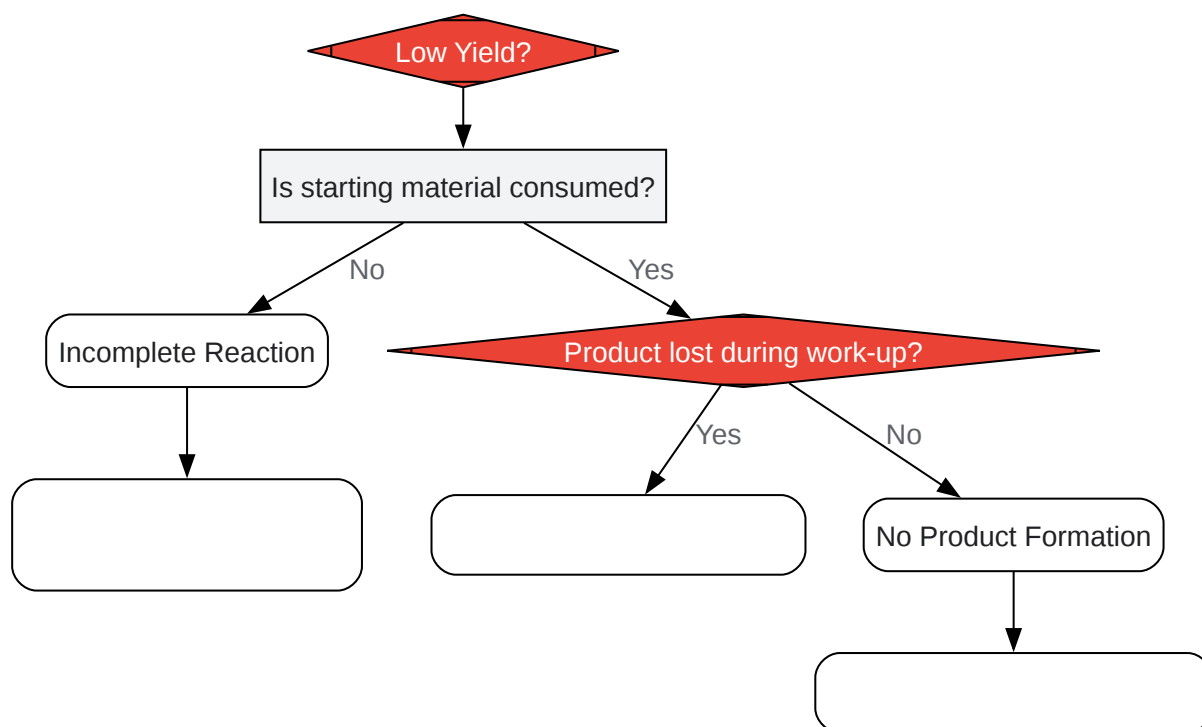 Low Yield?
Is starting material consumed?
No
Yes
Incomplete Reaction
Product lost during work-up?
Yes
No
No Product Formation